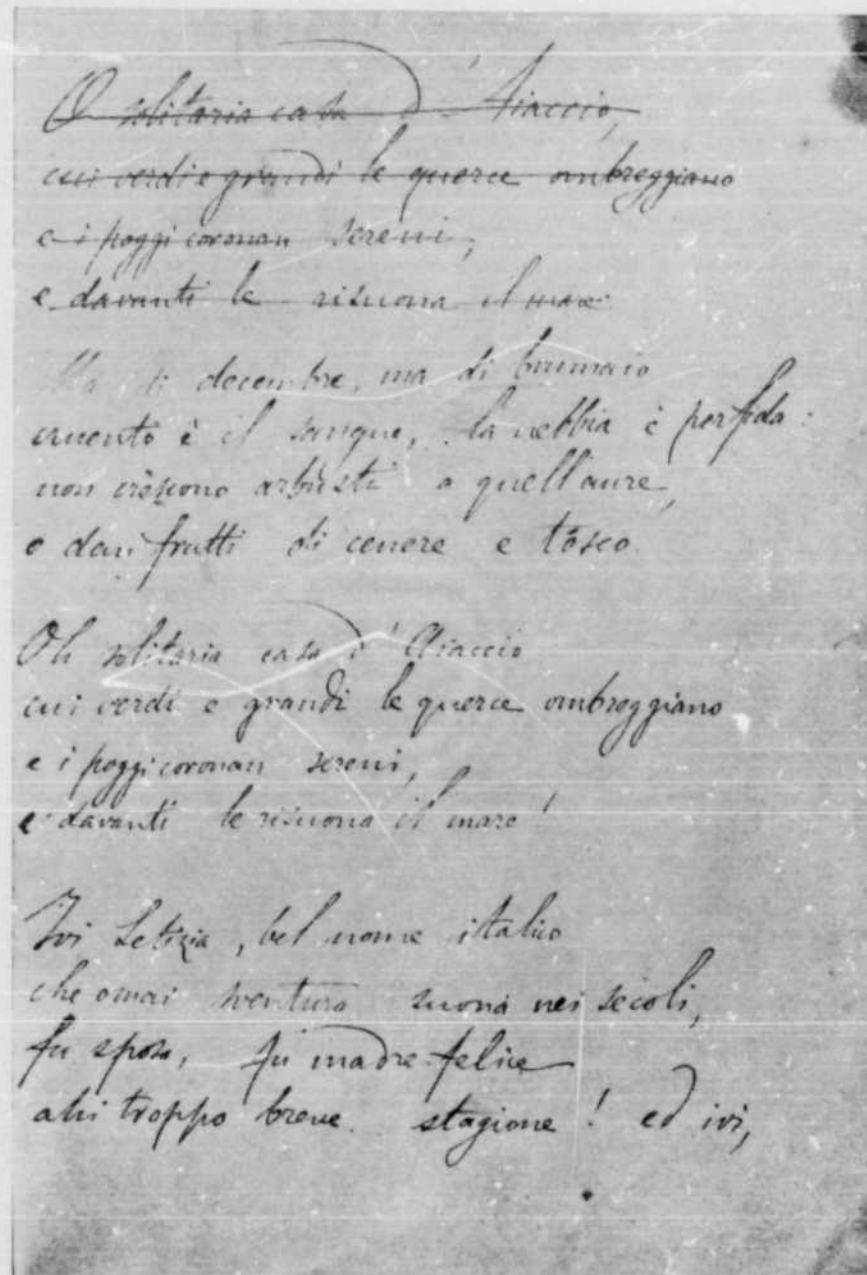 O solitaria casa d'Aiaccio,
cui verdi e grandi le querce ombreggiano
e i poggi coronan sereni,
e davanti le risuona il mare.
Ma di decembre, ma di brumaio
cruento è il fango, la nebbia è perfida:
non crescono arbusti a quell'aure,
o dan frutti di cenere e tòsco.
Oh solitaria casa d'Aiaccio
cui verdi e grandi le querce ombreggiano
e i poggi coronan sereni,
e davanti le risuona il mare!
Ivi Letizia, bel nome italico
che omai sventura suona nei secoli,
fu sposa, fu madre felice
ahi troppo breve stagione! ed ivi,